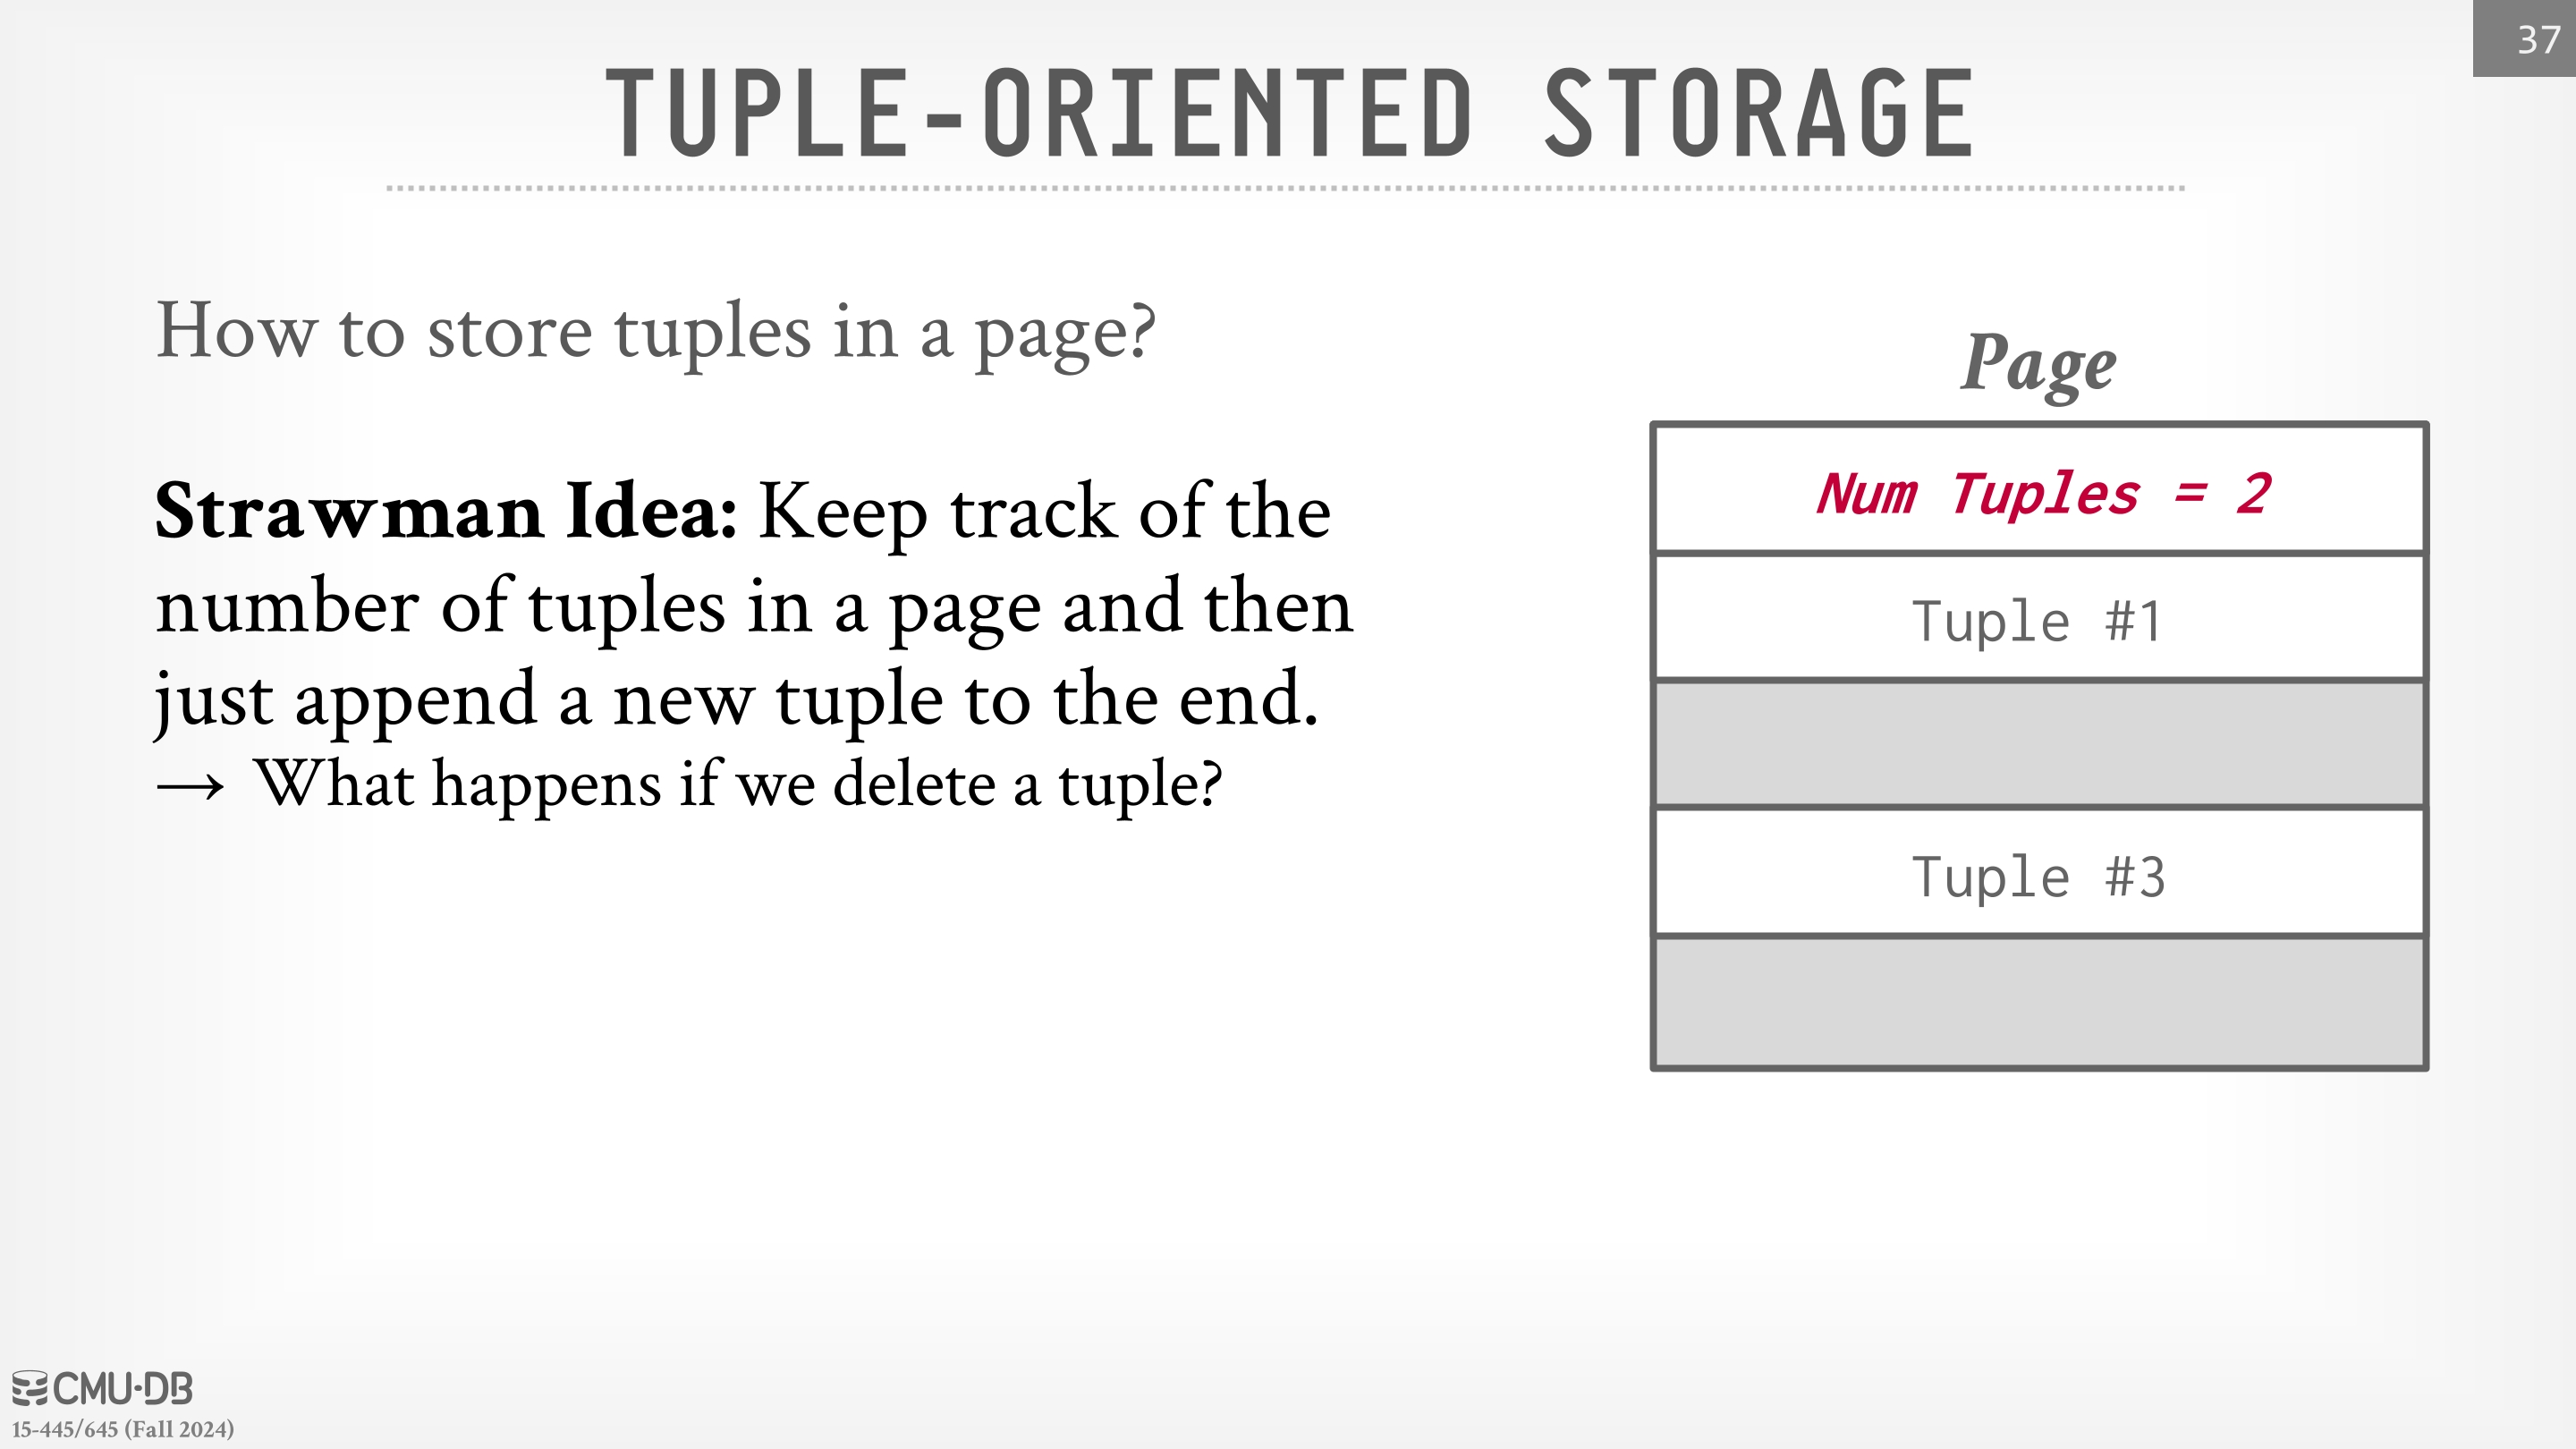 37
TUPLE-ORIENTED STORAGE
How to store tuples in a page?
Strawman Idea: Keep track of the
number of tuples in a page and then
just append a new tuple to the end.
→ What happens if we delete a tuple?
Page
Num Tuples = 2
Tuple #1
Tuple #3
CMU·DB
15-445/645 (Fall 2024)